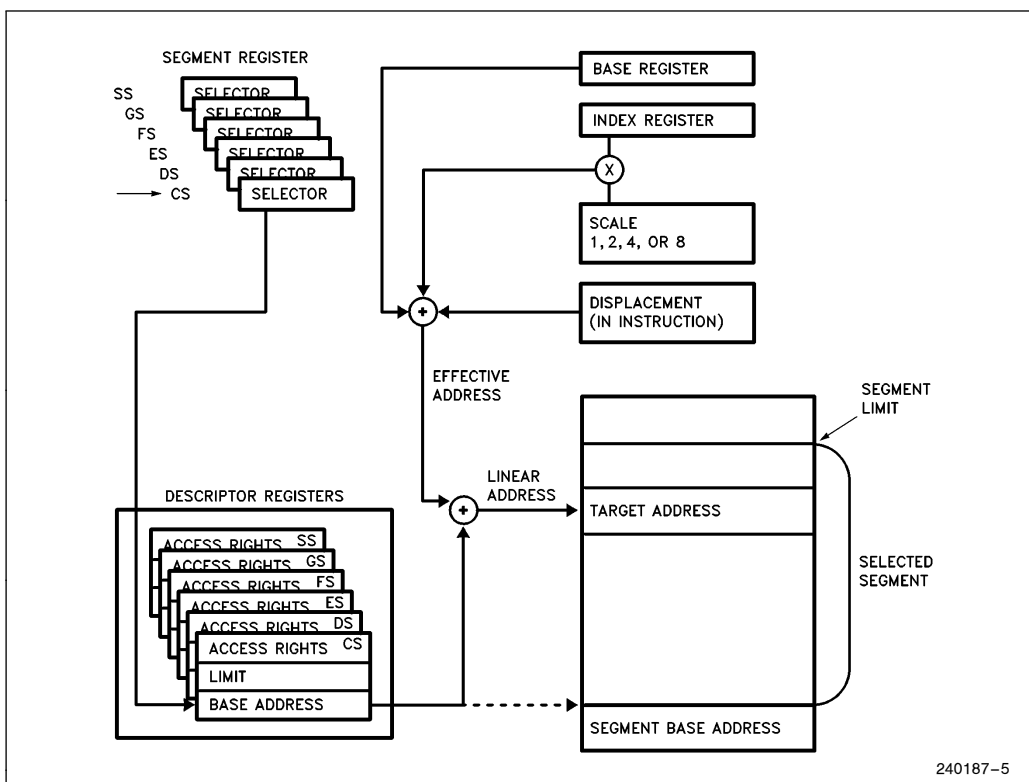 SEGMENT REGISTER
SS
GS
FS
ES
DS
CS
SELECTOR
SELECTOR
SELECTOR
SELECTOR
SELECTOR
SELECTOR
BASE REGISTER
INDEX REGISTER
X
SCALE
1, 2, 4, OR 8
+
DISPLACEMENT
(IN INSTRUCTION)
EFFECTIVE
ADDRESS
SEGMENT
LIMIT
LINEAR
ADDRESS
+
TARGET ADDRESS
SELECTED
SEGMENT
SEGMENT BASE ADDRESS
DESCRIPTOR REGISTERS
ACCESS RIGHTS SS
ACCESS RIGHTS GS
ACCESS RIGHTS FS
ACCESS RIGHTS ES
ACCESS RIGHTS DS
ACCESS RIGHTS CS
LIMIT
BASE ADDRESS
240187-5